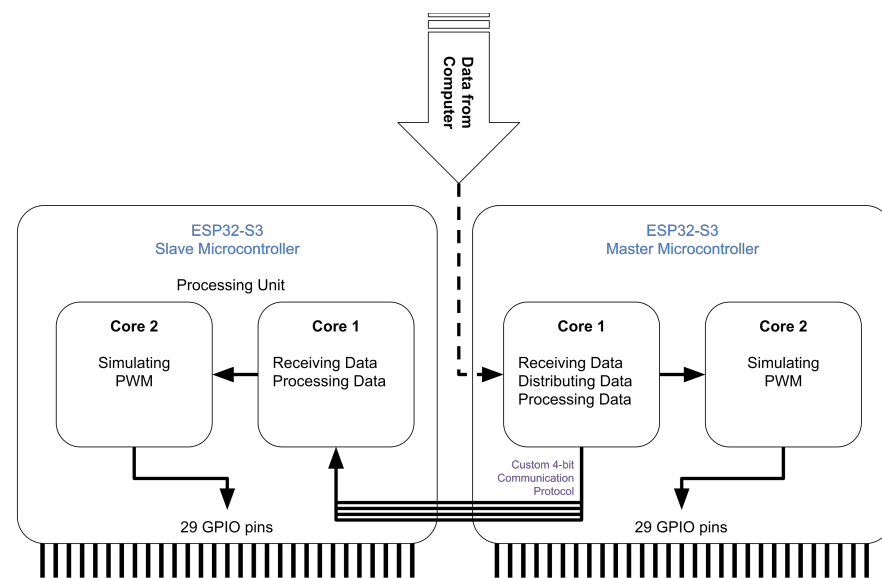 Data from
Computer
ESP32-S3
Slave Microcontroller
Processing Unit
Core 2
Simulating
PWM
Core 1
Receiving Data
Processing Data
29 GPIO pins
ESP32-S3
Master Microcontroller
Core 1
Receiving Data
Distributing Data
Processing Data
Core 2
Simulating
PWM
Custom 4-bit
Communication
Protocol
29 GPIO pins